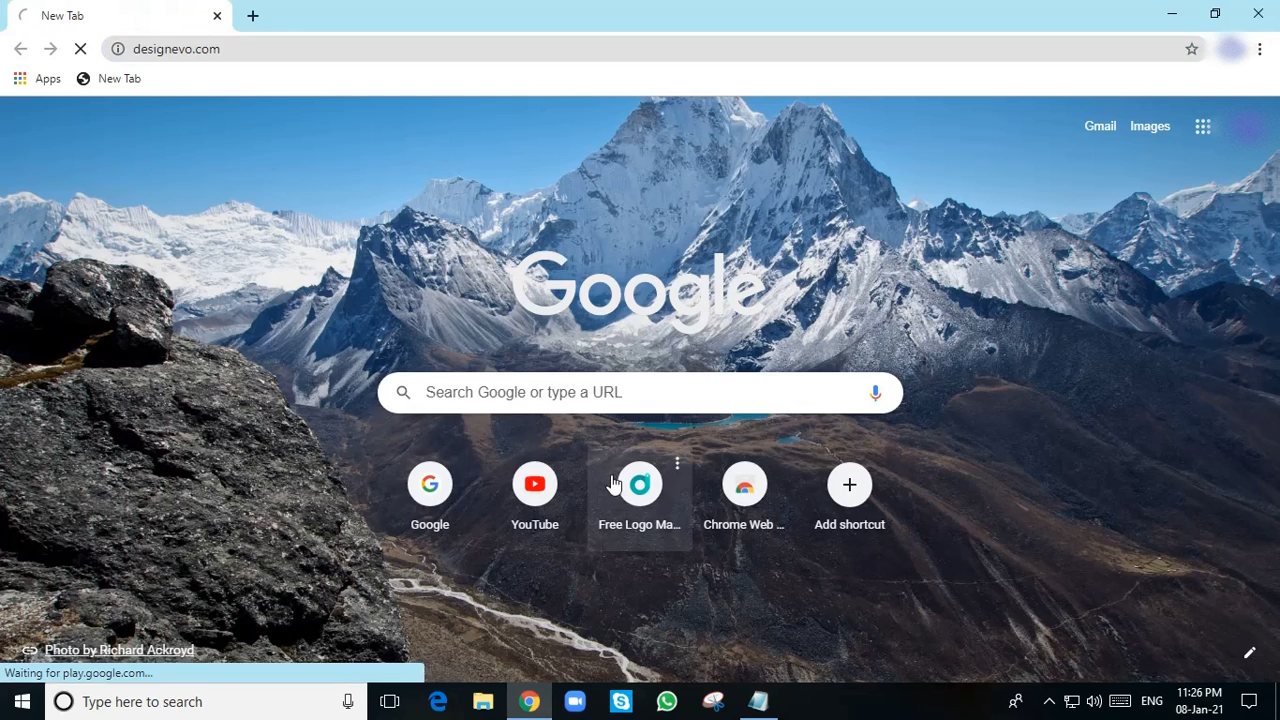 New Tab
designevo.com
Apps
New Tab
Gmail
Images
Google
Search Google or type a URL
Google
YouTube
Free Logo Ma...
Chrome Web ...
Add shortcut
Photo by Richard Ackroyd
Waiting for play.google.com...
Type here to search
ENG
11:26 PM
08-Jan-21